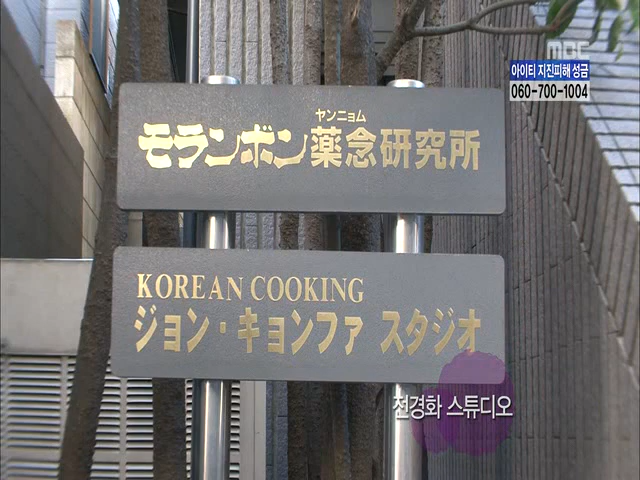 MBC
아이티 지진피해 성금
060-700-1004
ヤンニョム
モランボン薬念研究所
KOREAN COOKING
ジョン・キョンファ スタジオ
전경화 스튜디오